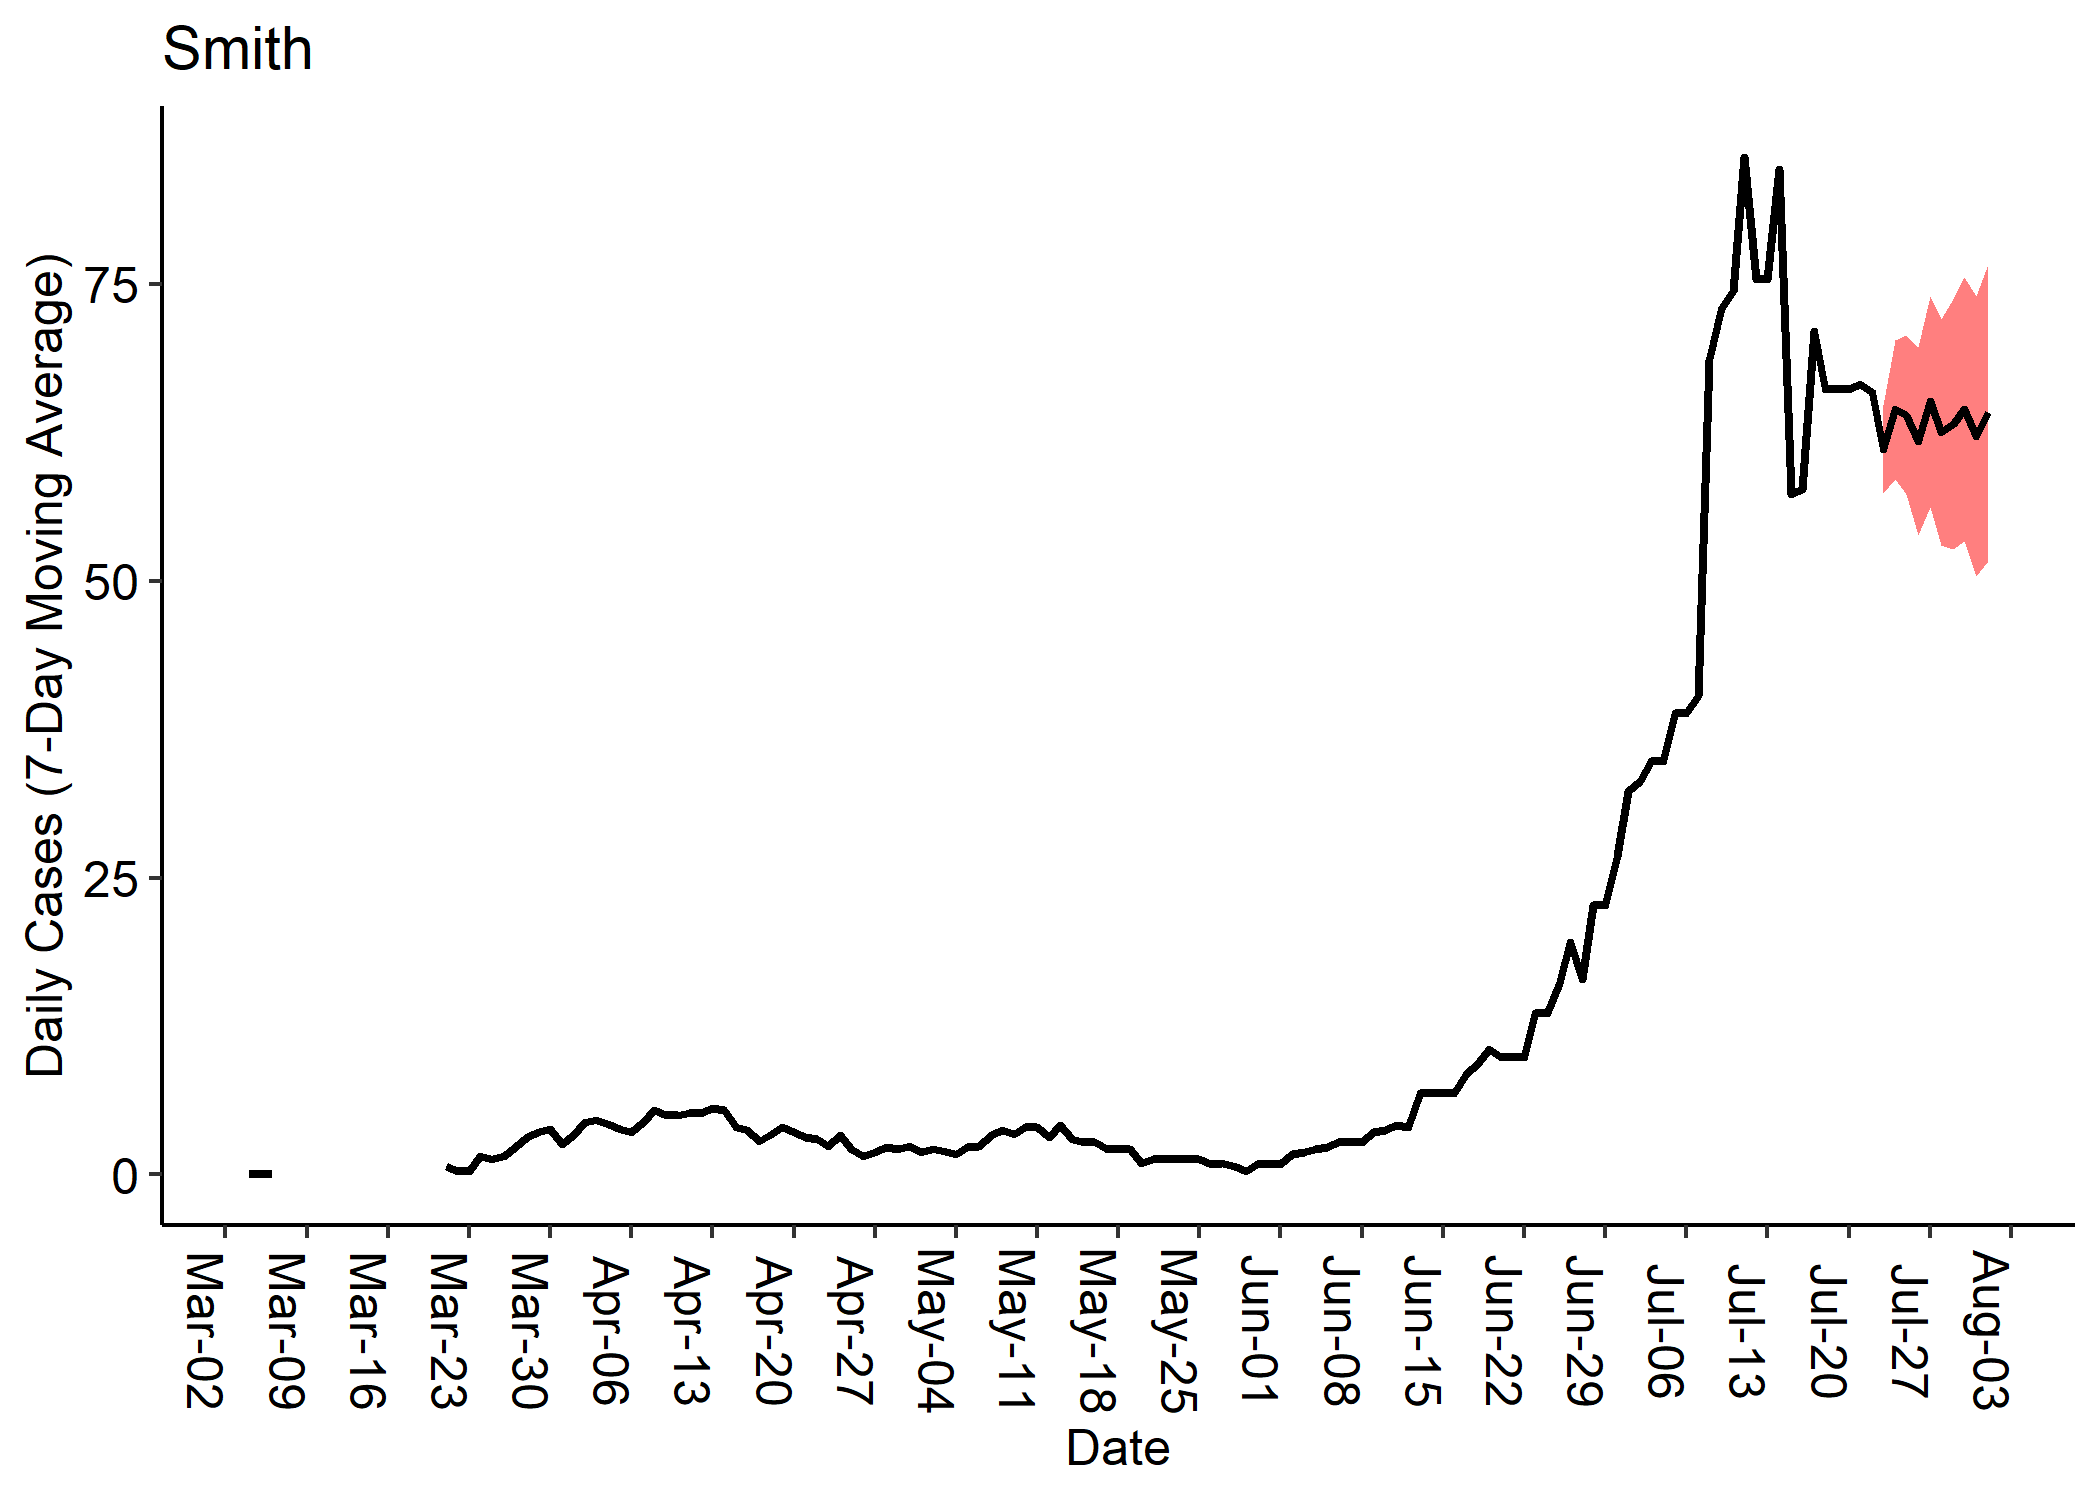 Smith
Daily Cases (7-Day Moving Average)
75
50
25
0
Mar-02
Mar-09
Mar-16
Mar-23
Mar-30
Apr-06
Apr-13
Apr-20
Apr-27
May-04
May-11
May-18
May-25
Jun-01
Jun-08
Jun-15
Jun-22
Jun-29
Jul-06
Jul-13
Jul-20
Jul-27
Aug-03
Date